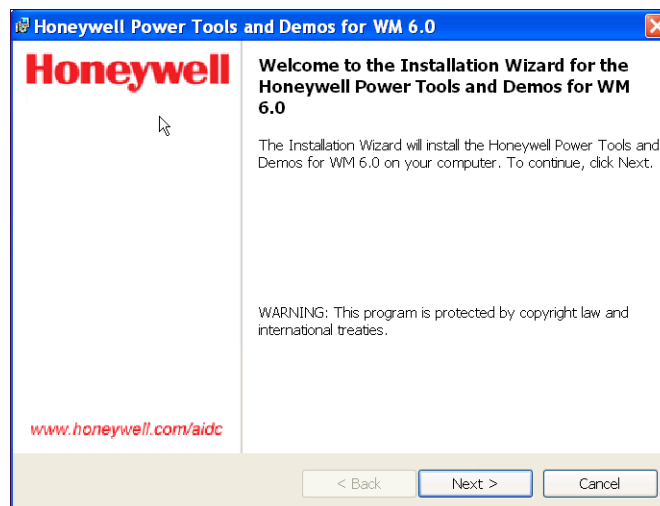 Honeywell Power Tools and Demos for WM 6.0
Honeywell
Welcome to the Installation Wizard for the
Honeywell Power Tools and Demos for WM
6.0
The Installation Wizard will install the Honeywell Power Tools and
Demos for WM 6.0 on your computer. To continue, click Next.
WARNING: This program is protected by copyright law and
international treaties.
www.honeywell.com/aidc
< Back
Next >
Cancel